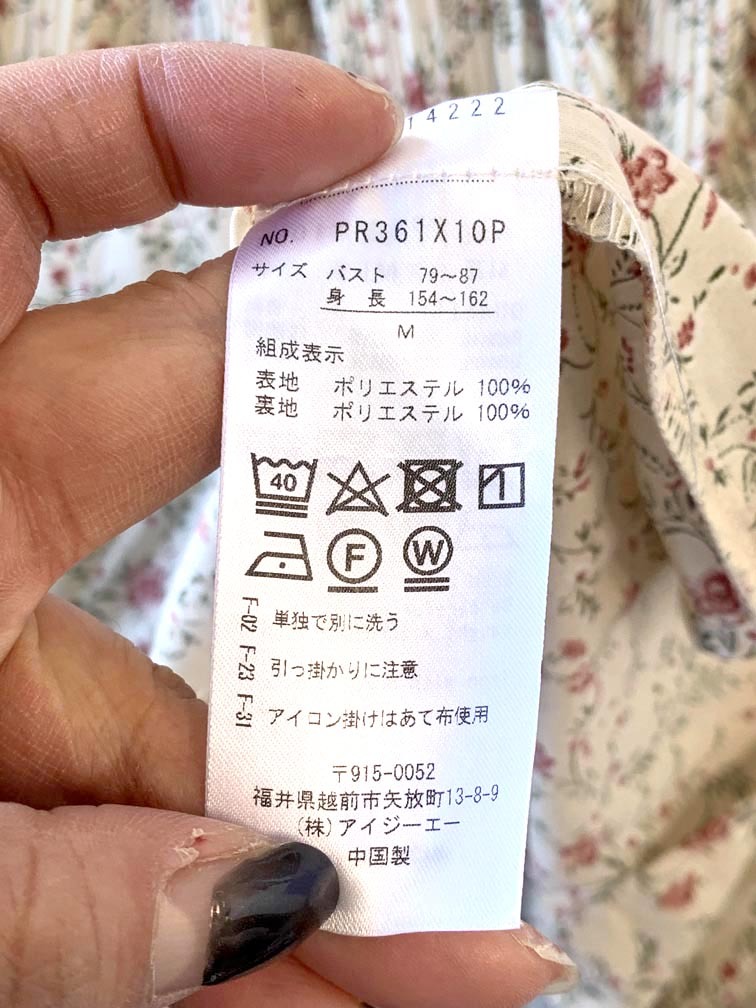 14222
NO. PR361X10P
サイズ バスト 79~87
身長 154~162
M
組成表示
表地 ポリエステル 100%
裏地 ポリエステル 100%
40
F W
F-02 単独で別に洗う
F-23 引っ掛かりに注意
F-31 アイコン掛けはあて布使用
〒915-0052
福井県越前市矢放町13-8-9
(株)アイジーエー
中国製